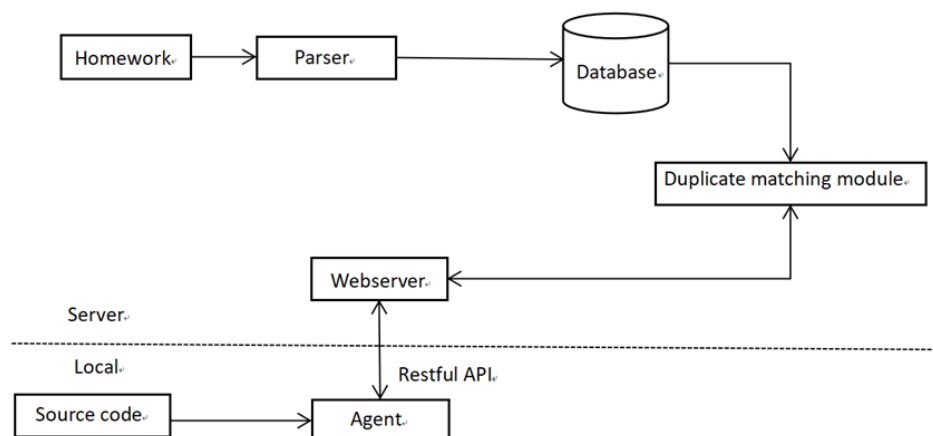 Homework
Parser
Database
Duplicate matching module
Webserver
Server
Local
Restful API
Source code
Agent